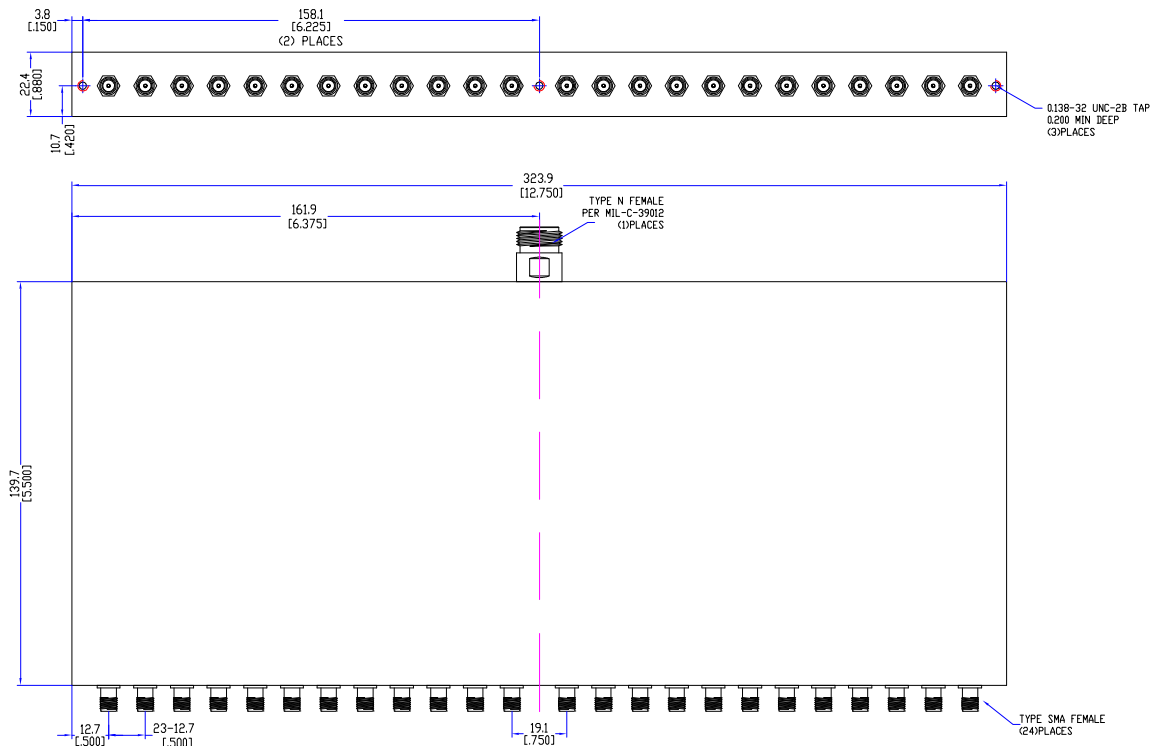 3.8
[.150]
158.1
[6.225]
(2) PLACES
22.4
[.880]
10.7
[.420]
0.138-32 UNC-2B TAP
0.200 MIN DEEP
(3)PLACES
323.9
[12.750]
161.9
[6.375]
TYPE N FEMALE
PER MIL-C-39012
(1)PLACES
139.7
[5.500]
12.7
[.500]
23-12.7
[.500]
19.1
[.750]
TYPE SMA FEMALE
(24)PLACES